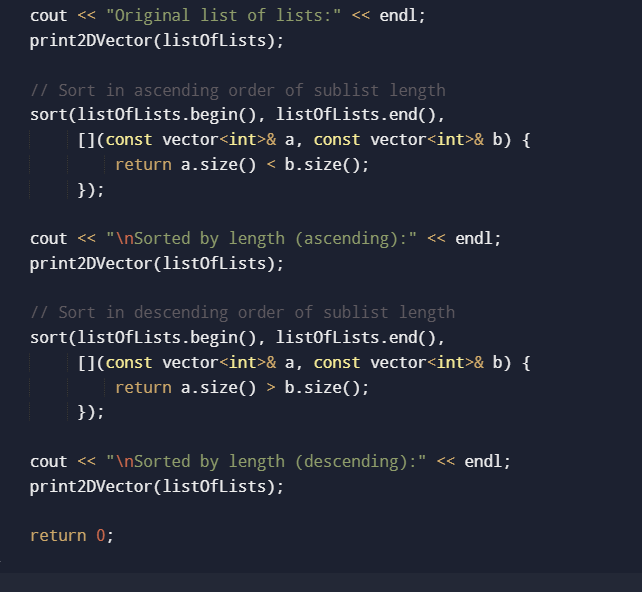 cout << "Original list of lists:" << endl;
print2DVector(listOfLists);
// Sort in ascending order of sublist length
sort(listOfLists.begin(), listOfLists.end(),
[](const vector<int>& a, const vector<int>& b) {
return a.size() < b.size();
});
cout << "\nSorted by length (ascending):" << endl;
print2DVector(listOfLists);
// Sort in descending order of sublist length
sort(listOfLists.begin(), listOfLists.end(),
[](const vector<int>& a, const vector<int>& b) {
return a.size() > b.size();
});
cout << "\nSorted by length (descending):" << endl;
print2DVector(listOfLists);
return 0;